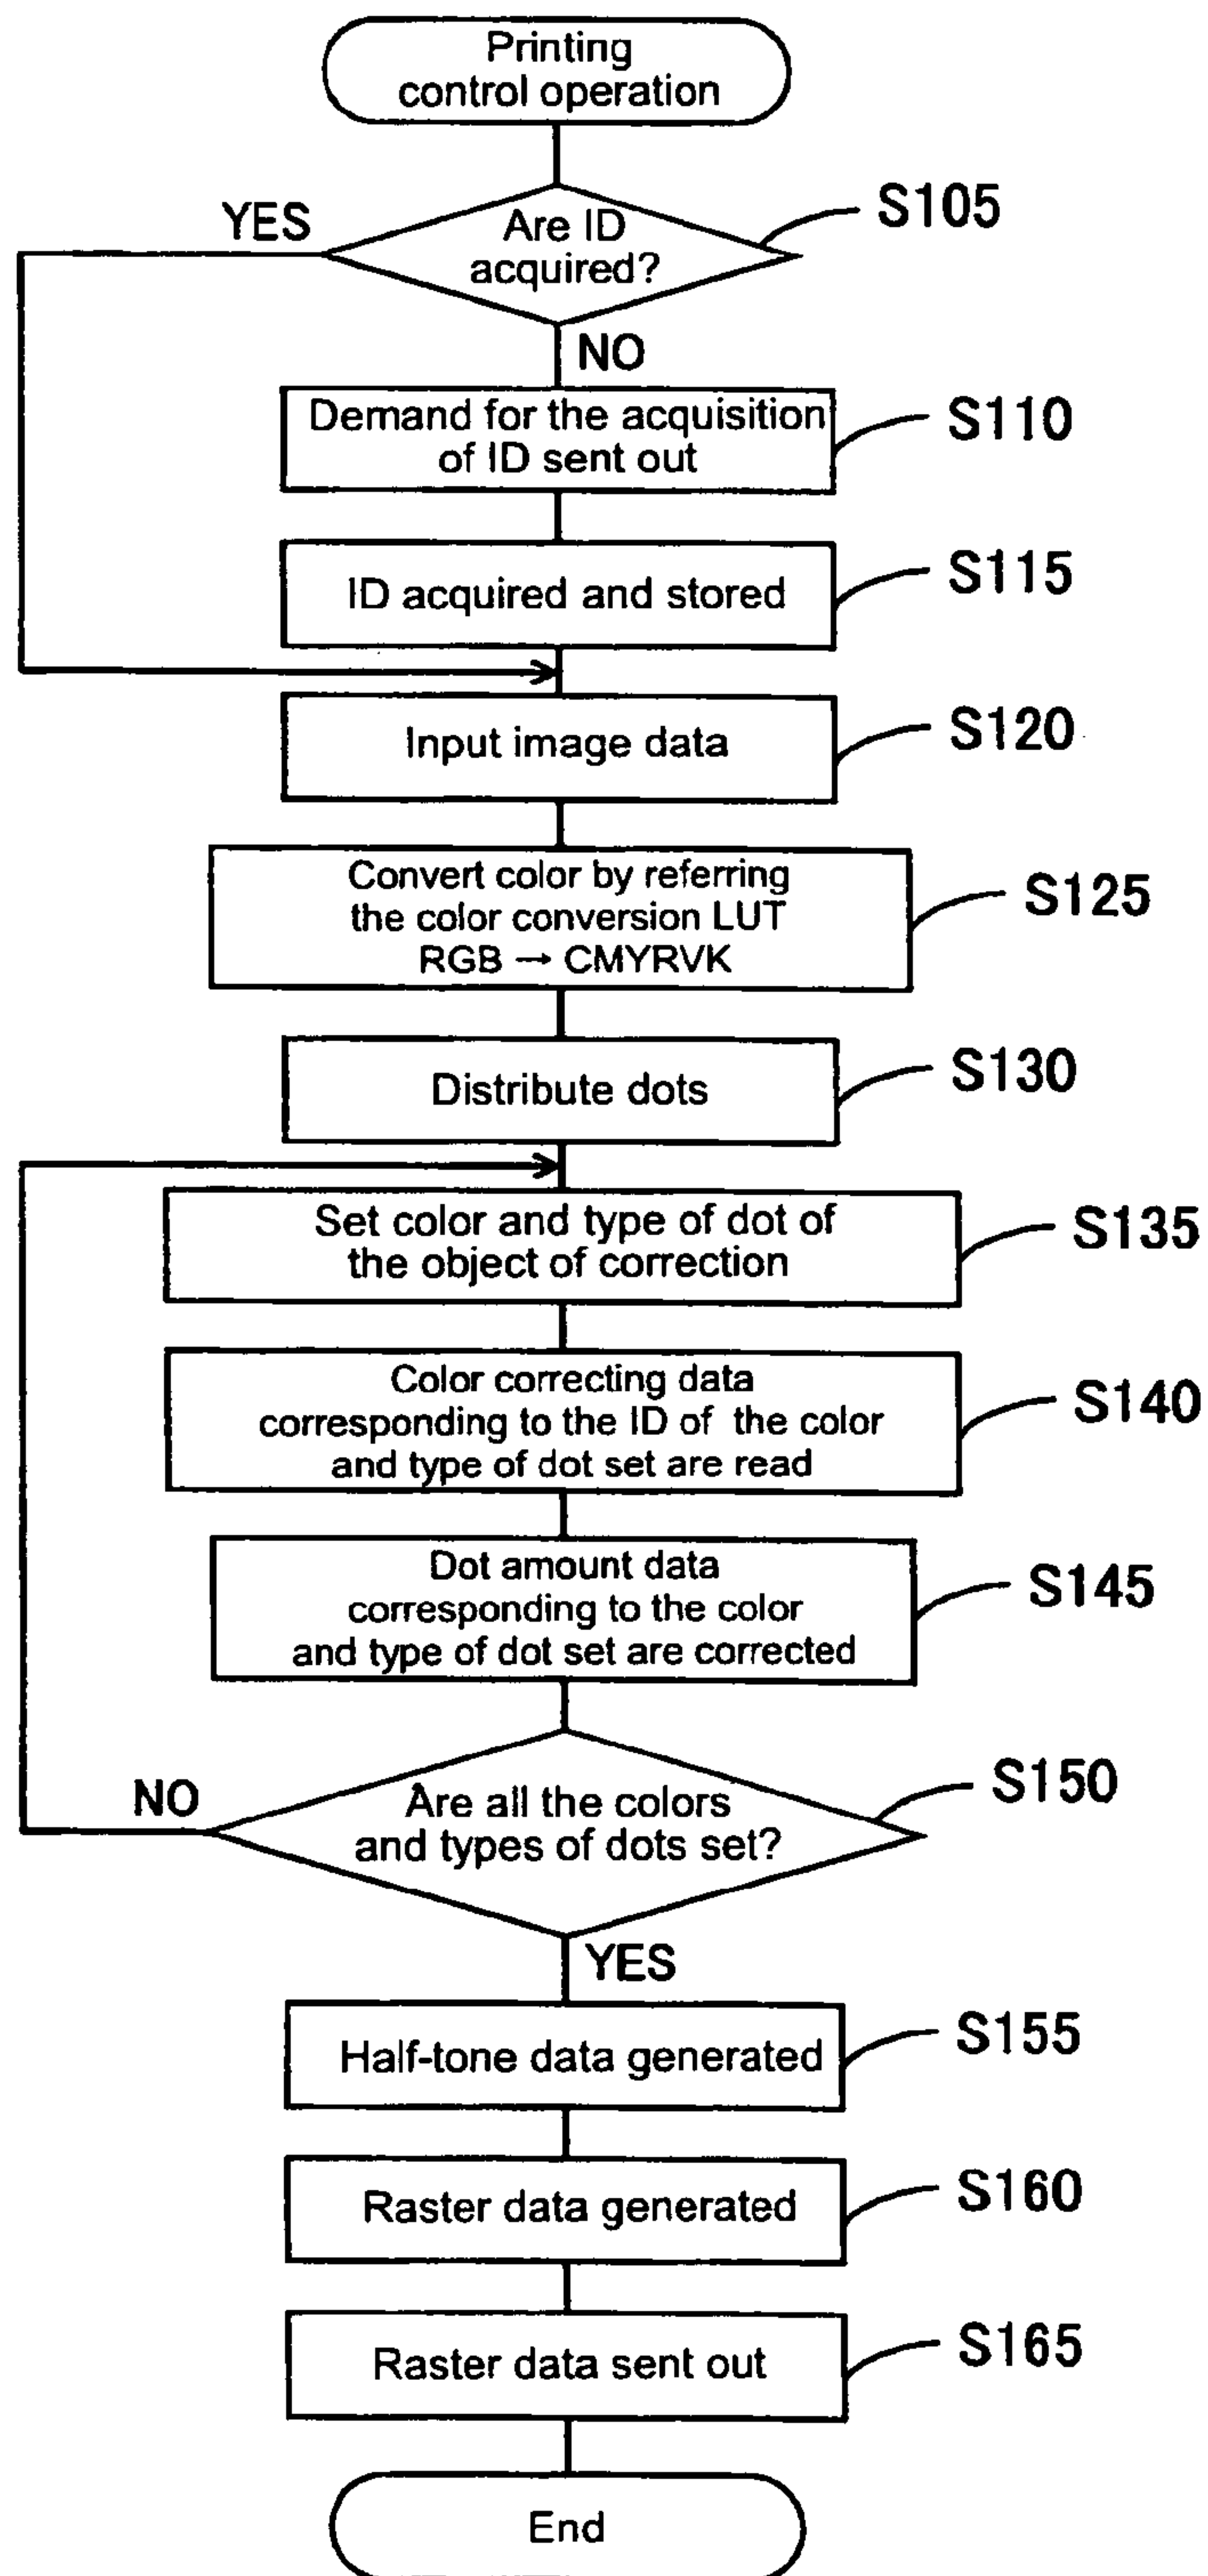 Printing
control operation
YES
Are ID
acquired?
S105
NO
Demand for the acquisition
of ID sent out
S110
ID acquired and stored
S115
Input image data
S120
Convert color by referring
the color conversion LUT
RGB → CMYRVK
S125
Distribute dots
S130
Set color and type of dot of
the object of correction
S135
Color correcting data
corresponding to the ID of the color
and type of dot set are read
S140
Dot amount data
corresponding to the color
and type of dot set are corrected
S145
NO
Are all the colors
and types of dots set?
S150
YES
Half-tone data generated
S155
Raster data generated
S160
Raster data sent out
S165
End